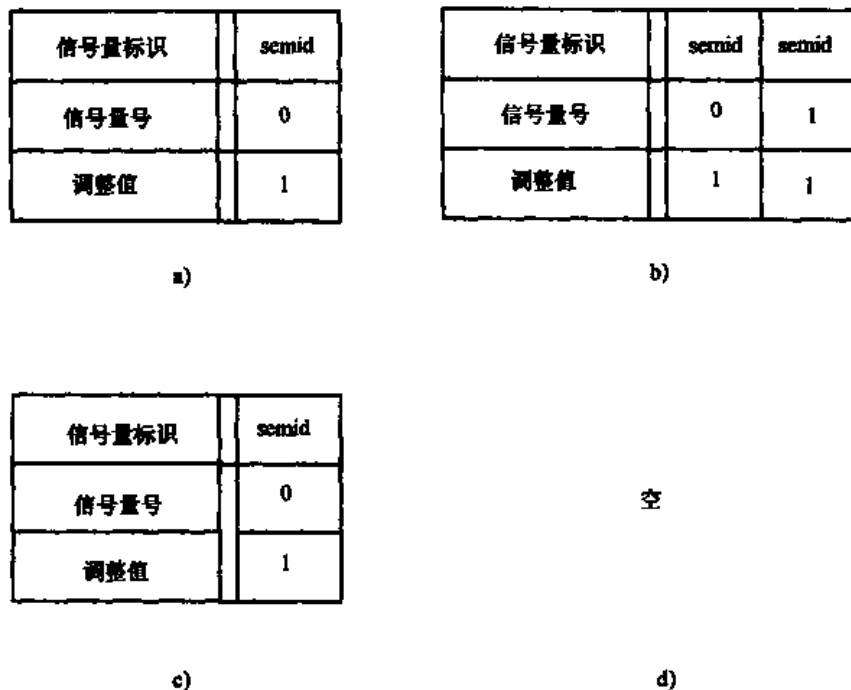 信号量标识 semid
信号量号 0
调整值 1
a)
信号量标识 semid semid
信号量号 0 1
调整值 1 1
b)
信号量标识 semid
信号量号 0
调整值 1
c)
空
d)